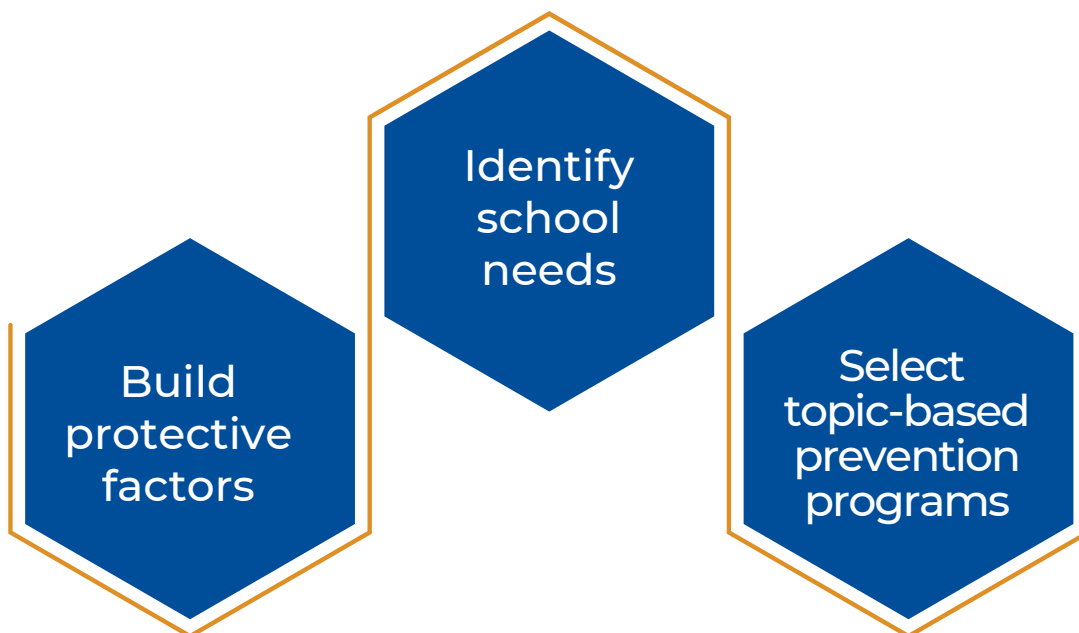 Build
protective
factors
Identify
school
needs
Select
topic-based
prevention
programs